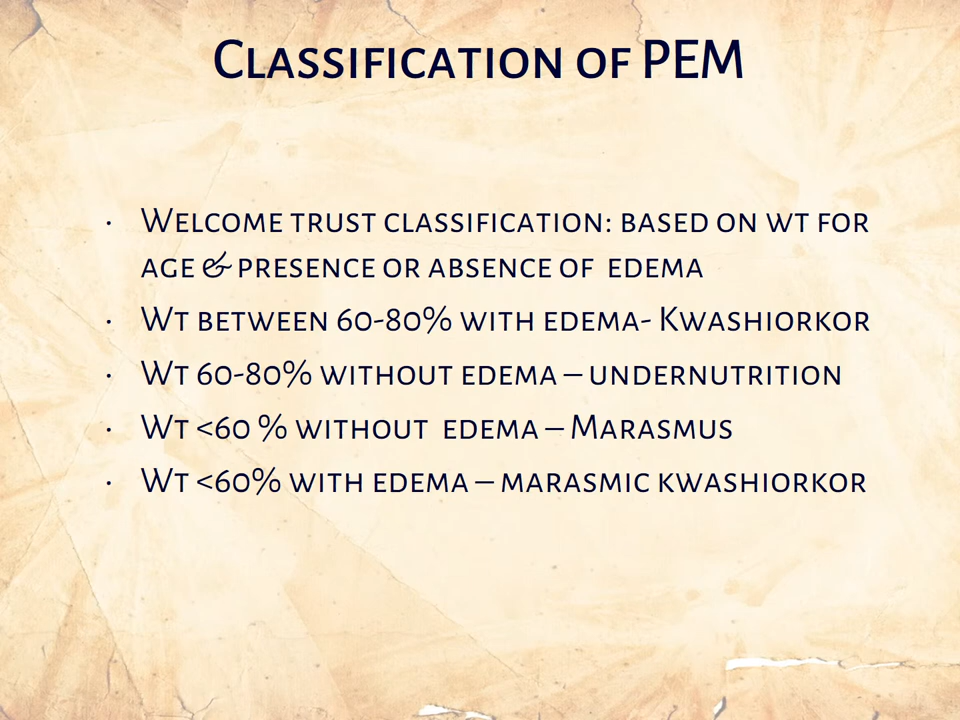 Classification of PEM
· Welcome trust classification: based on wt for
age & presence or absence of edema
· Wt between 60-80% with edema- Kwashiorkor
· Wt 60-80% without edema – undernutrition
· Wt <60 % without edema – Marasmus
· Wt <60% with edema – marasmic kwashiorkor